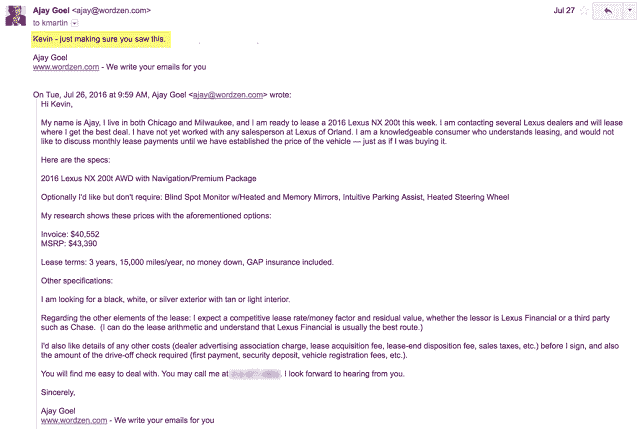 Ajay Goel <ajay@wordzen.com>
Jul 27
to kmartin
Kevin - just making sure you saw this.
Ajay Goel
www.wordzen.com - We write your emails for you
On Tue, Jul 26, 2016 at 9:59 AM, Ajay Goel <ajay@wordzen.com> wrote:
Hi Kevin,
My name is Ajay, I live in both Chicago and Milwaukee, and I am ready to lease a 2016 Lexus NX 200t this week. I am contacting several Lexus dealers and will lease
where I get the best deal. I have not yet worked with any salesperson at Lexus of Orland. I am a knowledgeable consumer who understands leasing, and would not
like to discuss monthly lease payments until we have established the price of the vehicle — just as if I was buying it.
Here are the specs:
2016 Lexus NX 200t AWD with Navigation/Premium Package
Optionally I'd like but don't require: Blind Spot Monitor w/Heated and Memory Mirrors, Intuitive Parking Assist, Heated Steering Wheel
My research shows these prices with the aforementioned options:
Invoice: $40,552
MSRP: $43,390
Lease terms: 3 years, 15,000 miles/year, no money down, GAP insurance included.
Other specifications:
I am looking for a black, white, or silver exterior with tan or light interior.
Regarding the other elements of the lease: I expect a competitive lease rate/money factor and residual value, whether the lessor is Lexus Financial or a third party
such as Chase. (I can do the lease arithmetic and understand that Lexus Financial is usually the best route.)
I'd also like details of any other costs (dealer advertising association charge, lease acquisition fee, lease-end disposition fee, sales taxes, etc.) before I sign, and also
the amount of the drive-off check required (first payment, security deposit, vehicle registration fees, etc.).
You will find me easy to deal with. You may call me at . I look forward to hearing from you.
Sincerely,
Ajay Goel
www.wordzen.com - We write your emails for you